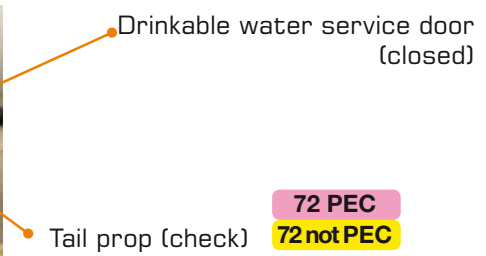 Drinkable water service door
(closed)
72 PEC
Tail prop (check) 72 not PEC